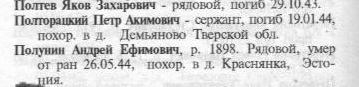 Полтев Яков Захарович - рядовой, погиб 29.10.43.
Полторацкий Петр Акимович - сержант, погиб 19.01.44,
похор. в д. Демьяново Тверской обл.
Полунин Андрей Ефимович, р. 1898. Рядовой, умер
от ран 26.05.44, похор. в д. Краснянка, Эсто-
ния.